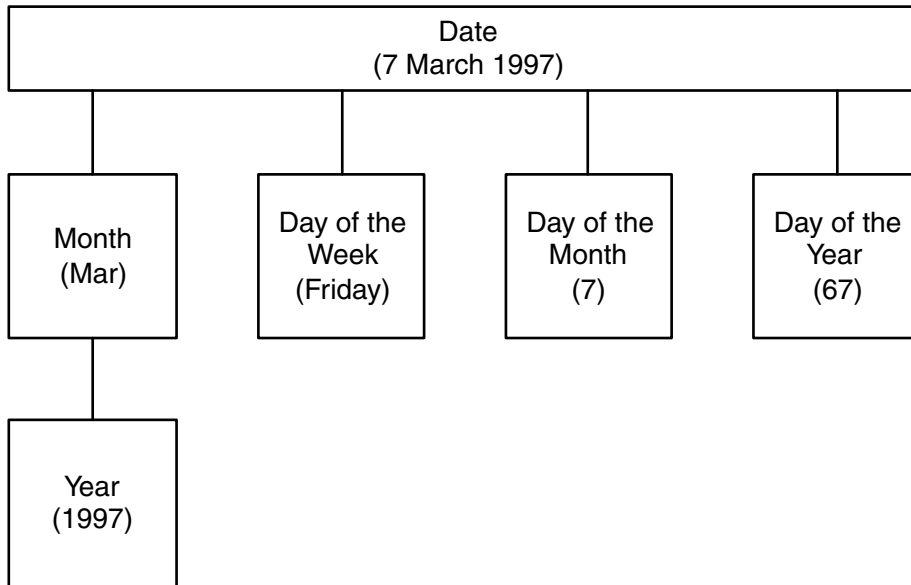 Date
(7 March 1997)
Month
(Mar)
Day of the
Week
(Friday)
Day of the
Month
(7)
Day of the
Year
(67)
Year
(1997)